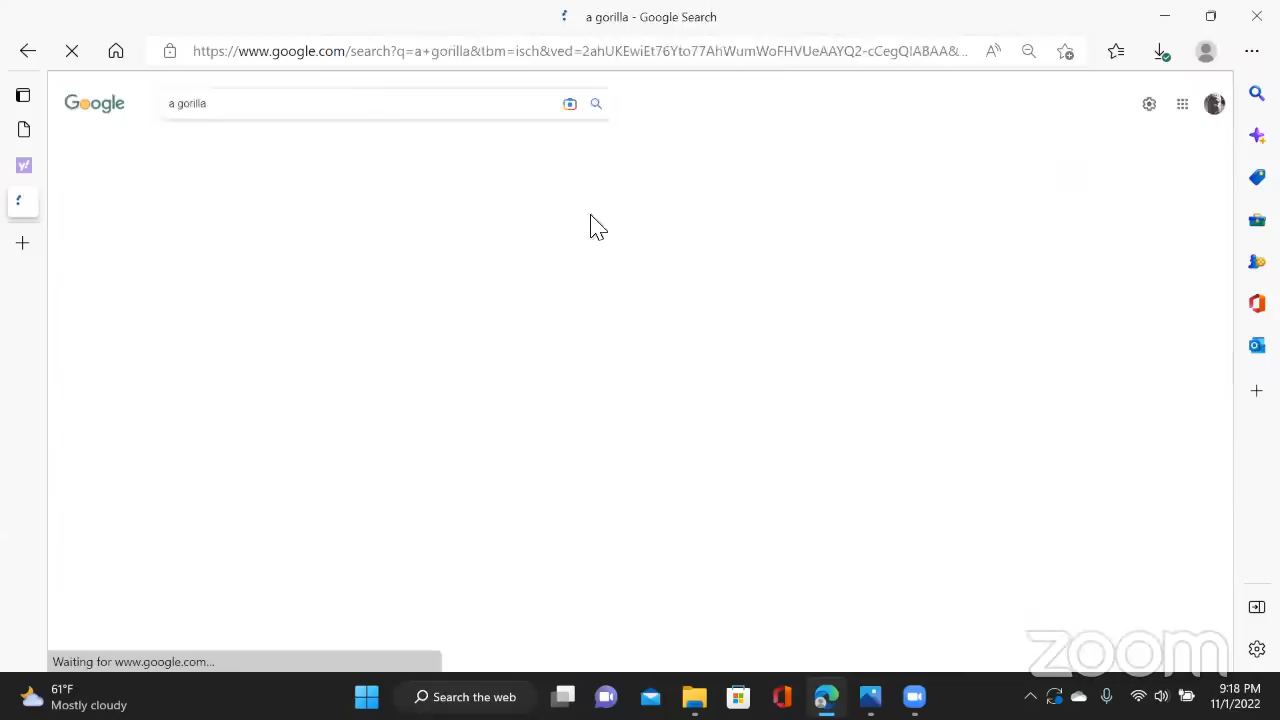 a gorilla - Google Search
https://www.google.com/search?q=a+gorilla&tbm=isch&ved=2ahUKEwiEt76Yto77AhWumWoFHVUeAAYQ2-cCegQIABAA&...
Google
a gorilla
Waiting for www.google.com...
zoom
61°F
Mostly cloudy
Search the web
9:18 PM
11/1/2022